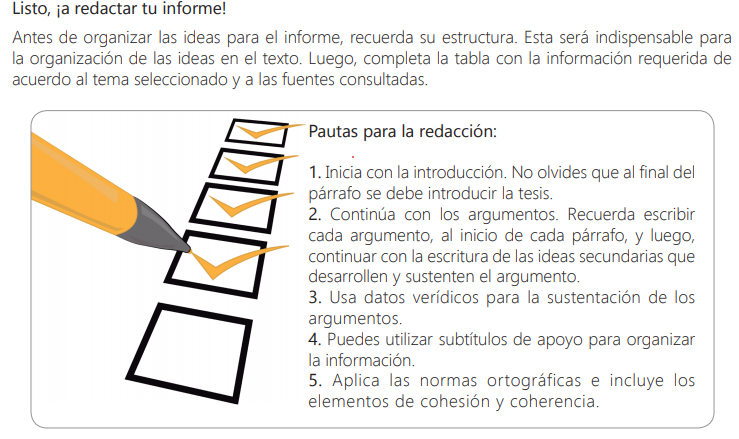 Listo, ¡a redactar tu informe!
Antes de organizar las ideas para el informe, recuerda su estructura. Esta será indispensable para
la organización de las ideas en el texto. Luego, completa la tabla con la información requerida de
acuerdo al tema seleccionado y a las fuentes consultadas.
Pautas para la redacción:
1. Inicia con la introducción. No olvides que al final del
párrafo se debe introducir la tesis.
2. Continúa con los argumentos. Recuerda escribir
cada argumento, al inicio de cada párrafo, y luego,
continuar con la escritura de las ideas secundarias que
desarrollen y sustenten el argumento.
3. Usa datos verídicos para la sustentación de los
argumentos.
4. Puedes utilizar subtítulos de apoyo para organizar
la información.
5. Aplica las normas ortográficas e incluye los
elementos de cohesión y coherencia.